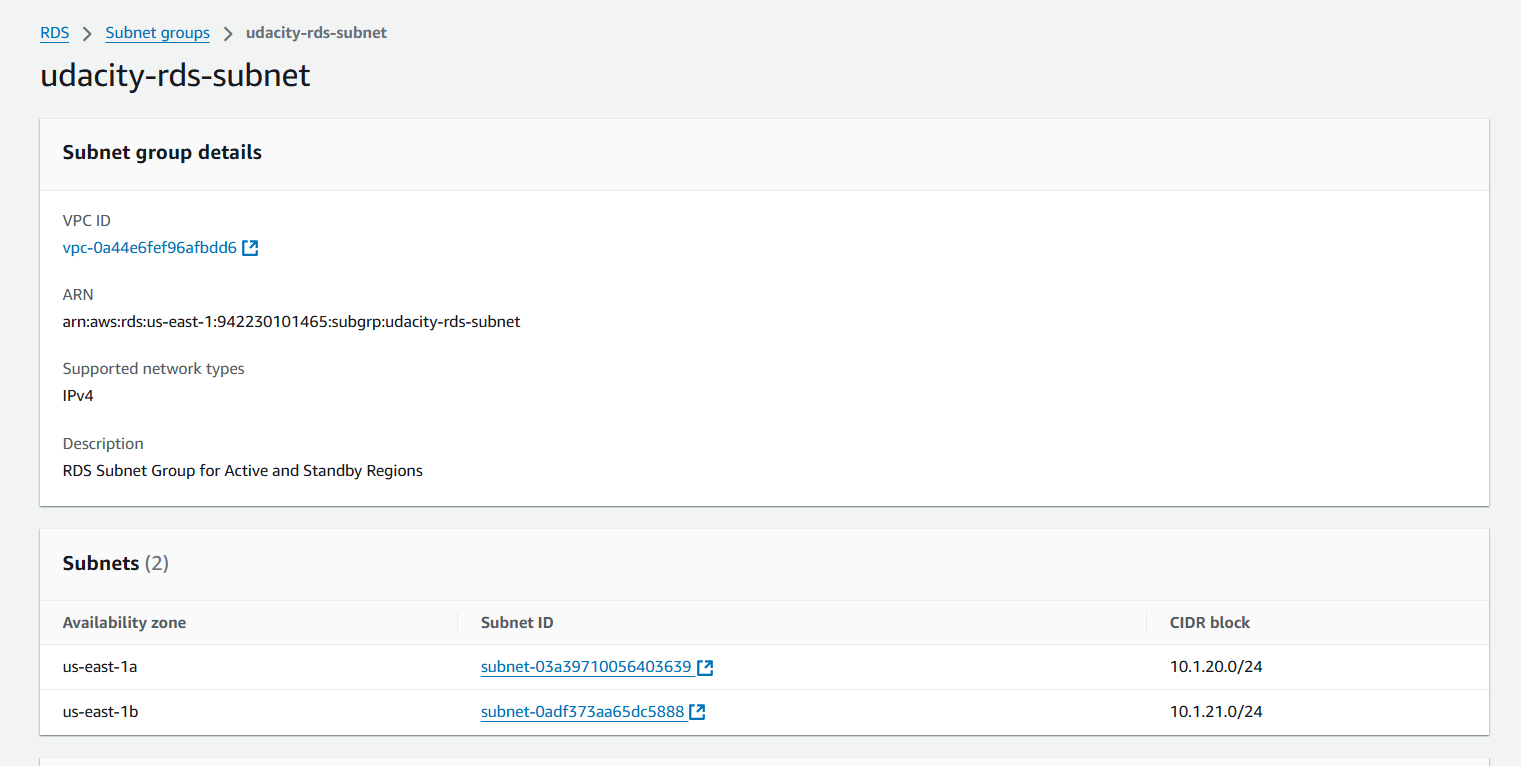 RDS > Subnet groups > udacity-rds-subnet
udacity-rds-subnet
Subnet group details
VPC ID
vpc-0a44e6fef96afbdd6
ARN
arn:aws:rds:us-east-1:942230101465:subgrp:udacity-rds-subnet
Supported network types
IPv4
Description
RDS Subnet Group for Active and Standby Regions
Subnets (2)
Availability zone Subnet ID CIDR block
us-east-1a subnet-03a39710056403639 10.1.20.0/24
us-east-1b subnet-0adf373aa65dc5888 10.1.21.0/24